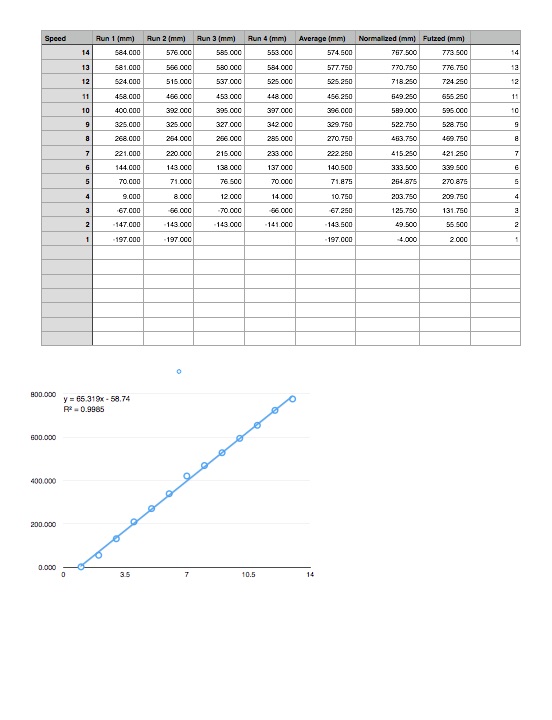 Speed Run 1 (mm) Run 2 (mm) Run 3 (mm) Run 4 (mm) Average (mm) Normalized (mm) Futzed (mm)
14 584.000 576.000 585.000 553.000 574.500 767.500 773.500 14
13 581.000 566.000 580.000 584.000 577.750 770.750 776.750 13
12 524.000 515.000 537.000 525.000 525.250 718.250 724.250 12
11 458.000 466.000 453.000 448.000 456.250 649.250 655.250 11
10 400.000 392.000 395.000 397.000 396.000 589.000 595.000 10
9 325.000 325.000 327.000 342.000 329.750 522.750 528.750 9
8 268.000 264.000 266.000 285.000 270.750 463.750 469.750 8
7 221.000 220.000 215.000 233.000 222.250 415.250 421.250 7
6 144.000 143.000 138.000 137.000 140.500 333.500 339.500 6
5 70.000 71.000 76.500 70.000 71.875 264.875 270.875 5
4 9.000 8.000 12.000 14.000 10.750 203.750 209.750 4
3 -67.000 -66.000 -70.000 -66.000 -67.250 125.750 131.750 3
2 -147.000 -143.000 -143.000 -141.000 -143.500 49.500 55.500 2
1 -197.000 -197.000 -197.000 -4.000 2.000 1
800.000
y = 65.319x - 58.74
R² = 0.9985
600.000
400.000
200.000
0.000
0 3.5 7 10.5 14